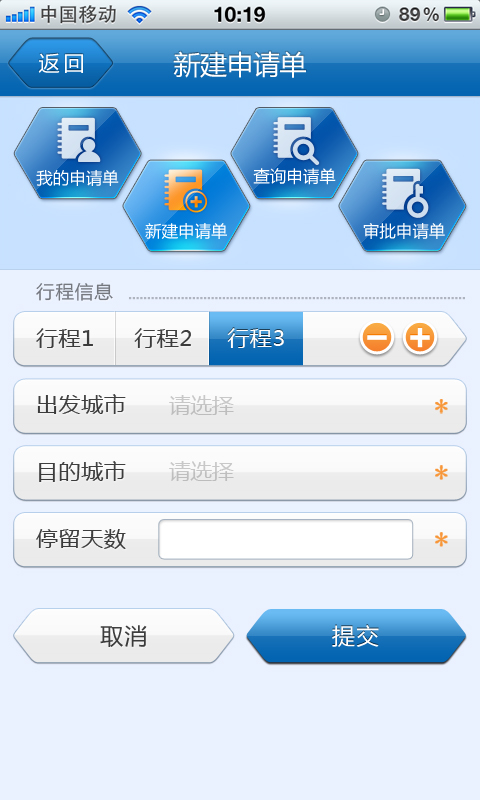 中国移动 10:19 89%
返回 新建申请单
我的申请单 查询申请单
新建申请单 审批申请单
行程信息
行程1 行程2 行程3
出发城市 请选择 *
目的城市 请选择 *
停留天数 *
取消 提交